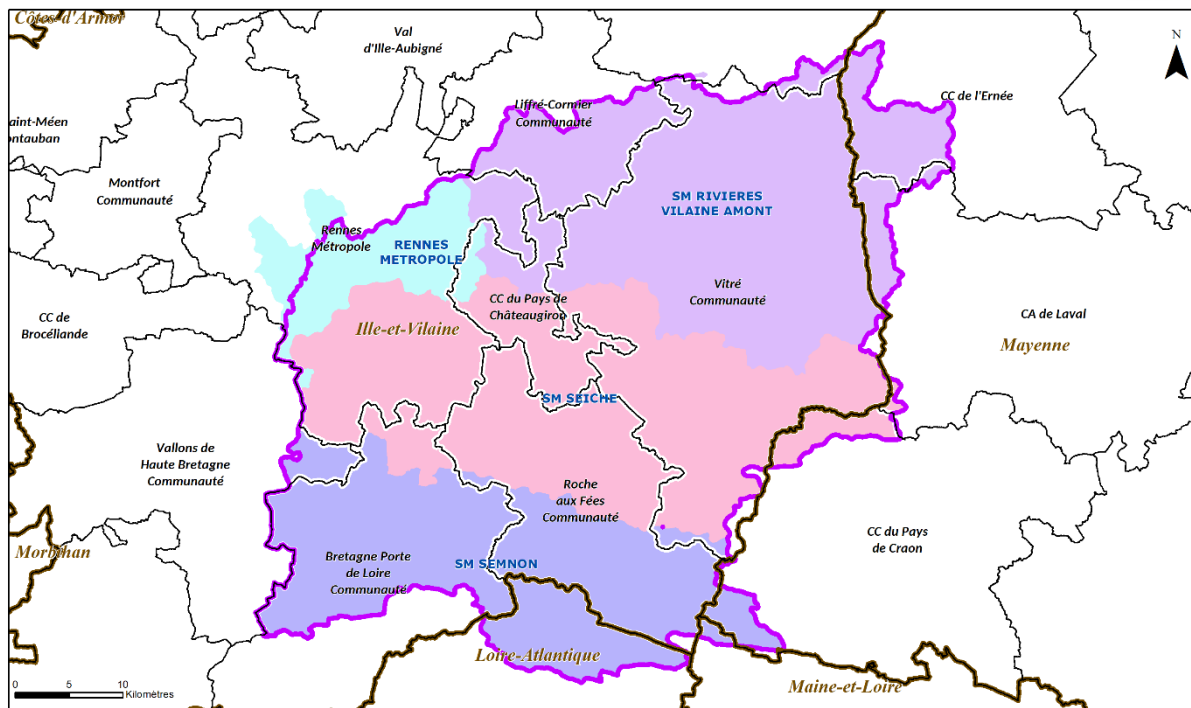 Côtes d'Armor
Val
d'Ille-Aubigné
N
CC de l'Ernée
Liffré-Cormier
Communauté
aint-Méen
ontauban
Montfort
Communauté
SM RIVIERES
VILAINE AMONT
Rennes
Métropole
RENNES
METROPOLE
Vitré
Communauté
CC du Pays de
Châteaugiron
CC de
Brocéliande
Ille-et-Vilaine
CA de Laval
Mayenne
SM SEICHE
Vallons de
Haute Bretagne
Communauté
Roche
aux Fées
Communauté
CC du Pays
de Craon
Morbihan
Bretagne Porte
de Loire
Communauté
SM SEMNON
Loire-Atlantique
Maine-et-Loire
0 5 10
Kilomètres